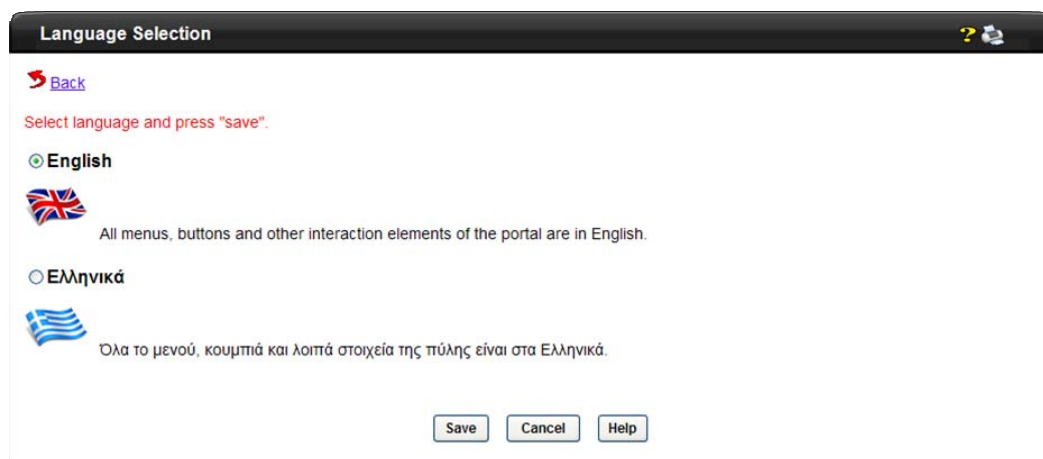 Language Selection
Back
Select language and press "save".
English
All menus, buttons and other interaction elements of the portal are in English.
Ελληνικά
Όλα το μενού, κουμπιά και λοιπά στοιχεία της πύλης είναι στα Ελληνικά.
Save Cancel Help